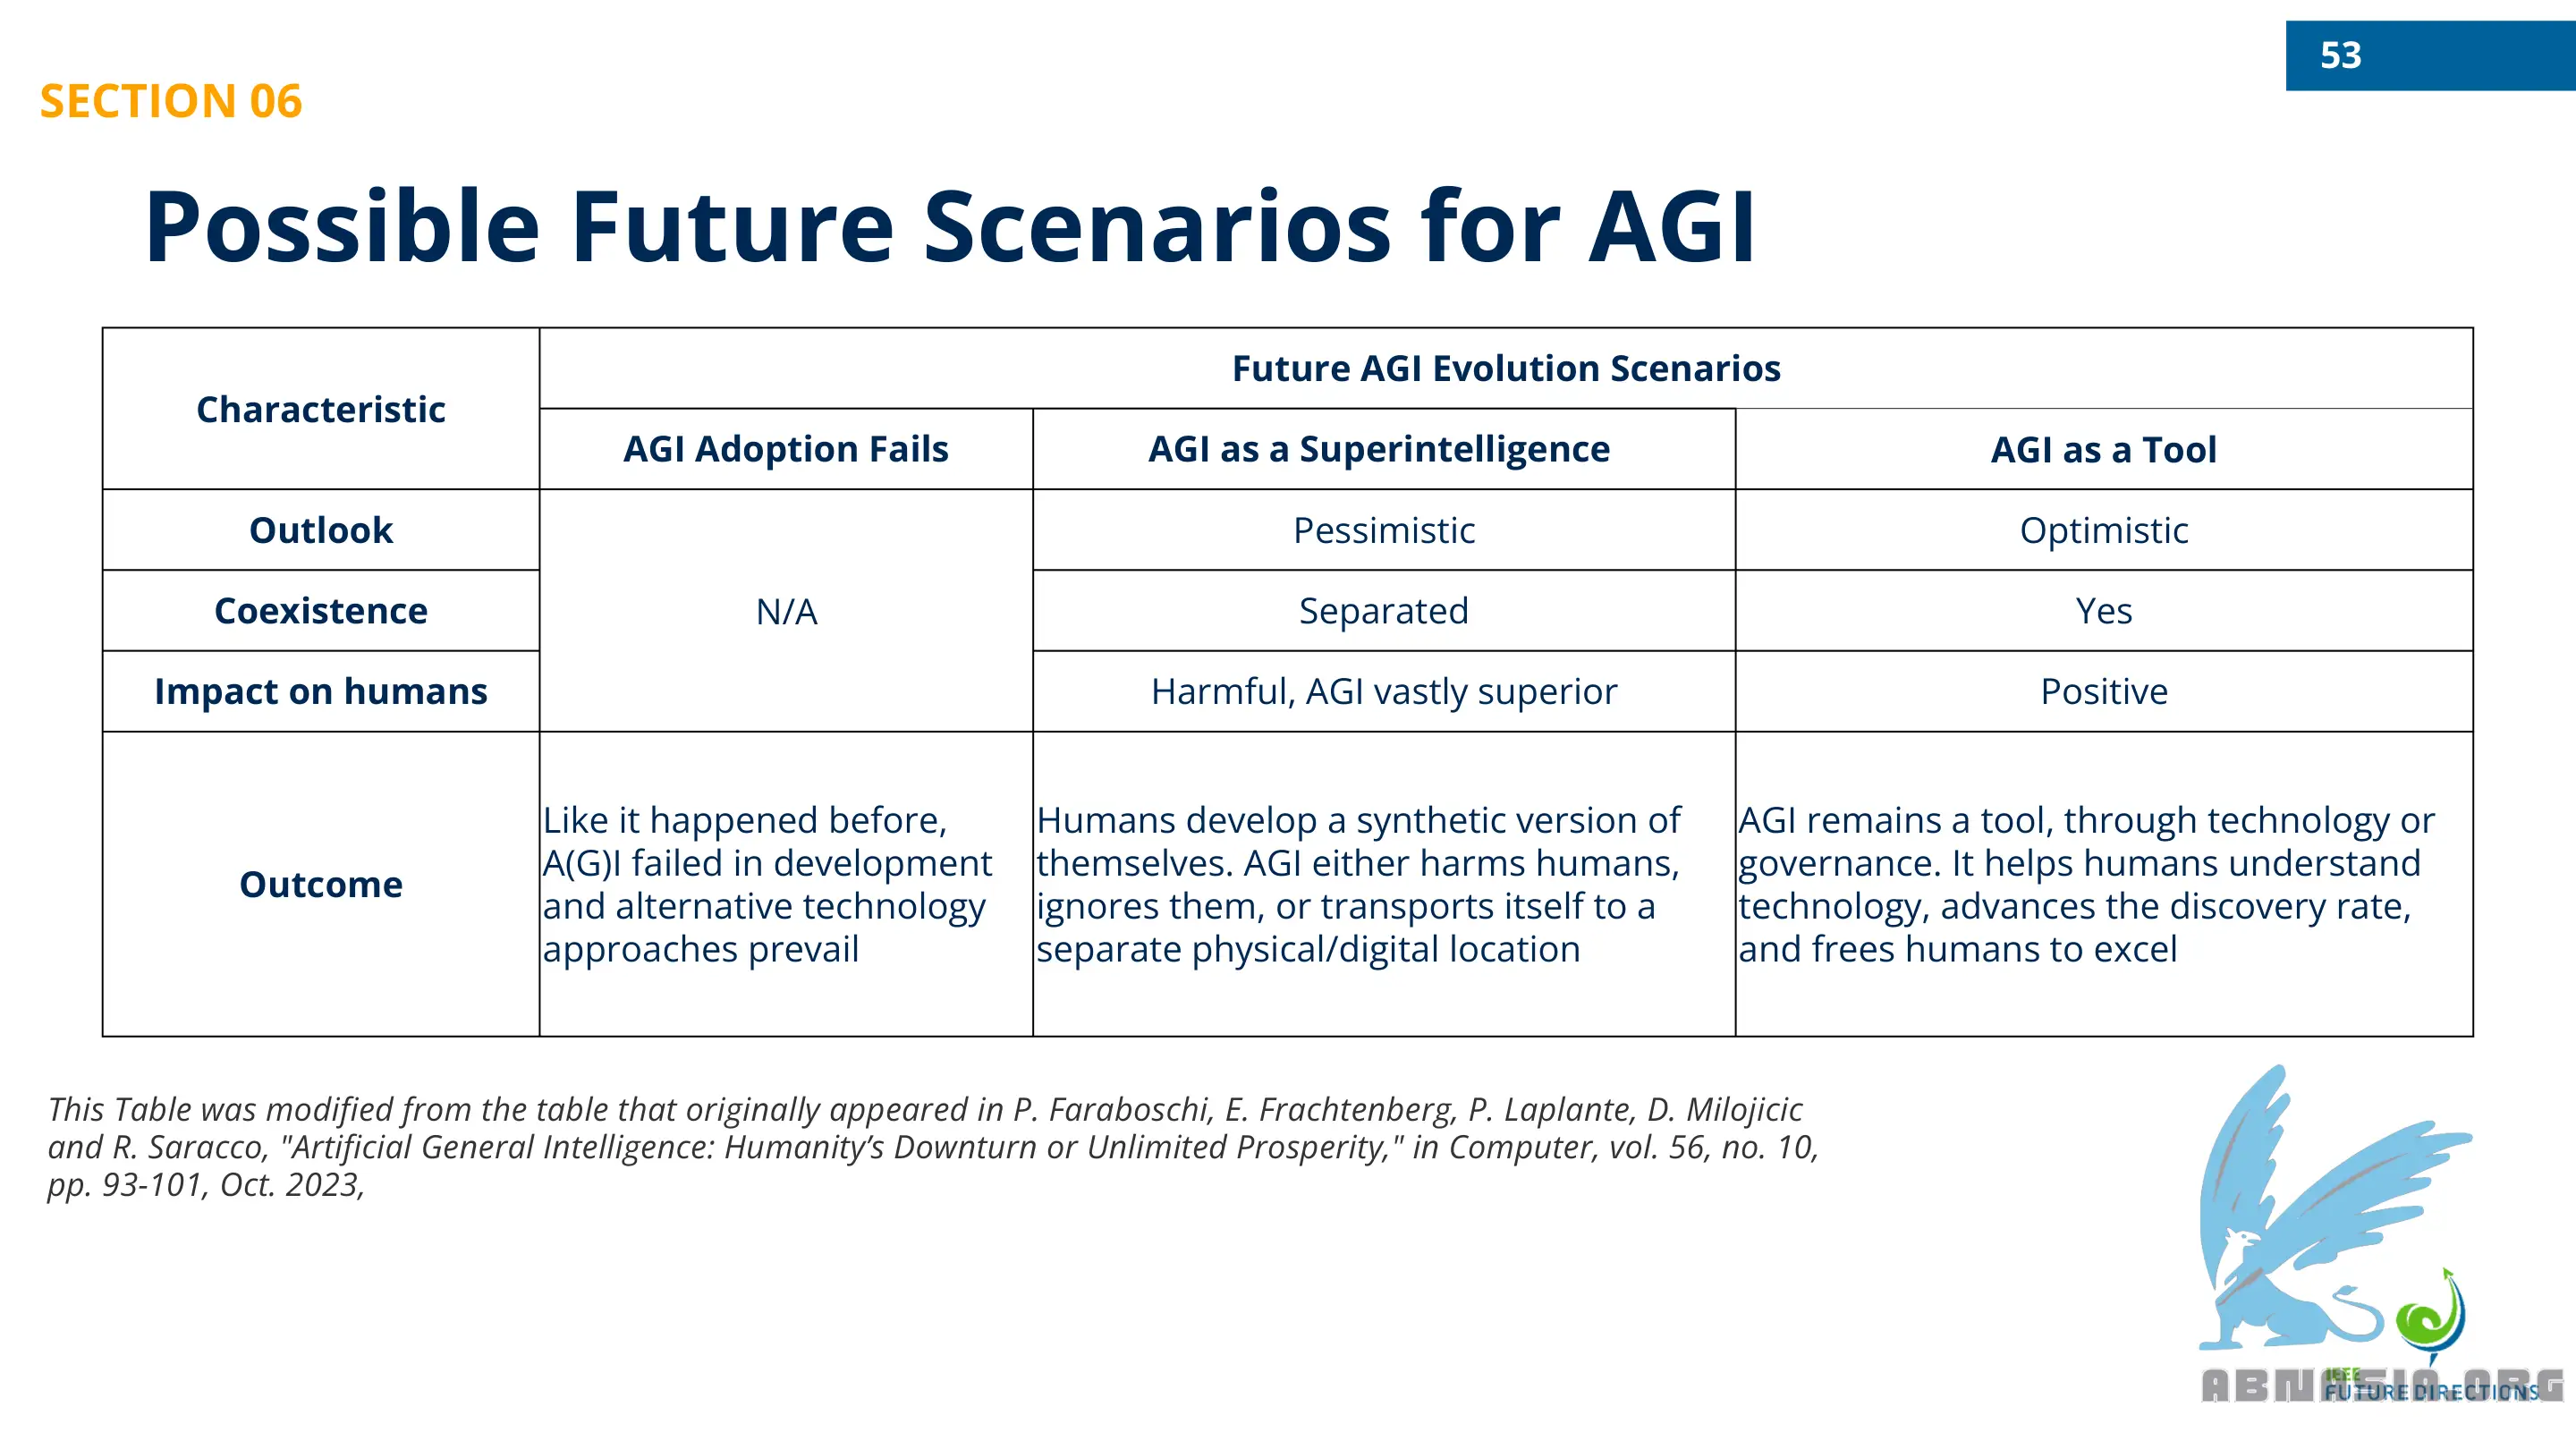 53
SECTION 06
Possible Future Scenarios for AGI
Characteristic
Future AGI Evolution Scenarios
AGI Adoption Fails
AGI as a Superintelligence
AGI as a Tool
Outlook
N/A
Pessimistic
Optimistic
Coexistence
Separated
Yes
Impact on humans
Harmful, AGI vastly superior
Positive
Outcome
Like it happened before,
A(G)I failed in development
and alternative technology
approaches prevail
Humans develop a synthetic version of
themselves. AGI either harms humans,
ignores them, or transports itself to a
separate physical/digital location
AGI remains a tool, through technology or
governance. It helps humans understand
technology, advances the discovery rate,
and frees humans to excel
This Table was modified from the table that originally appeared in P. Faraboschi, E. Frachtenberg, P. Laplante, D. Milojicic
and R. Saracco, "Artificial General Intelligence: Humanity’s Downturn or Unlimited Prosperity," in Computer, vol. 56, no. 10,
pp. 93-101, Oct. 2023,
IEEE
FUTURE DIRECTIONS
ABNASIA.ORG